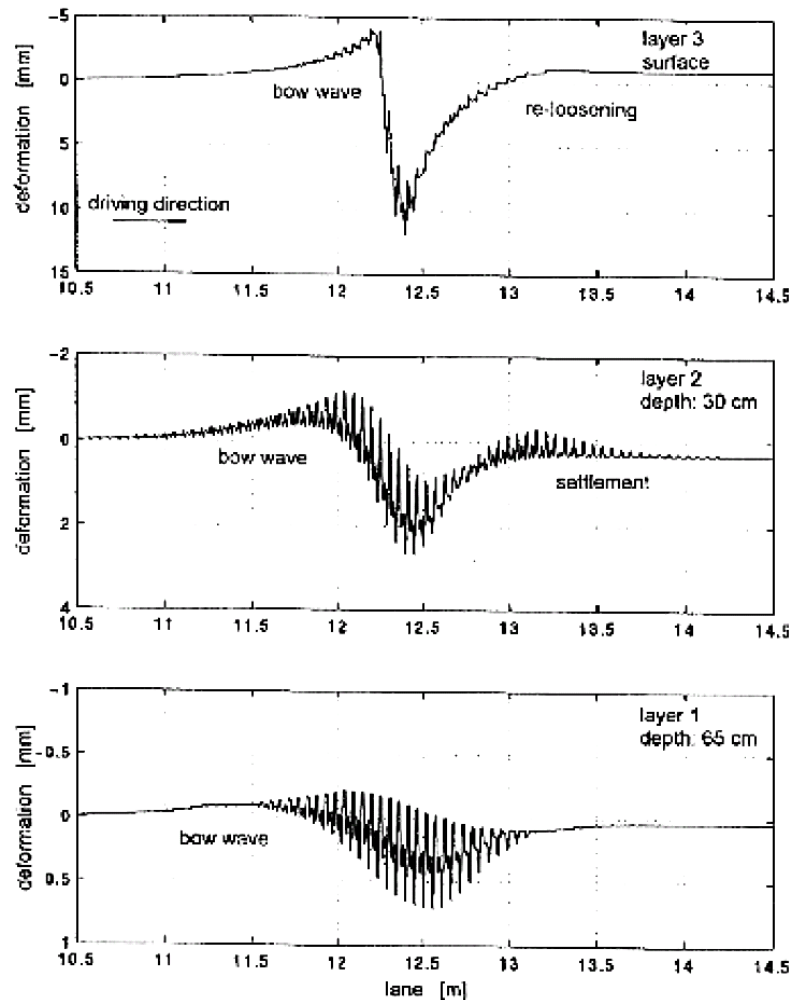 -5
0
5
10
15
deformation [mm]
layer 3
surface
bow wave
re-loosening
driving direction
10.5 11 11.5 12 12.5 13 13.5 14 14.5
-2
0
2
4
deformation [mm]
layer 2
depth: 30 cm
bow wave
settlement
10.5 11 11.5 12 12.5 13 13.5 14 14.5
-1
-0.5
0
0.5
1
deformation [mm]
layer 1
depth: 65 cm
bow wave
10.5 11 11.5 12 12.5 13 13.5 14 14.5
lane [m]